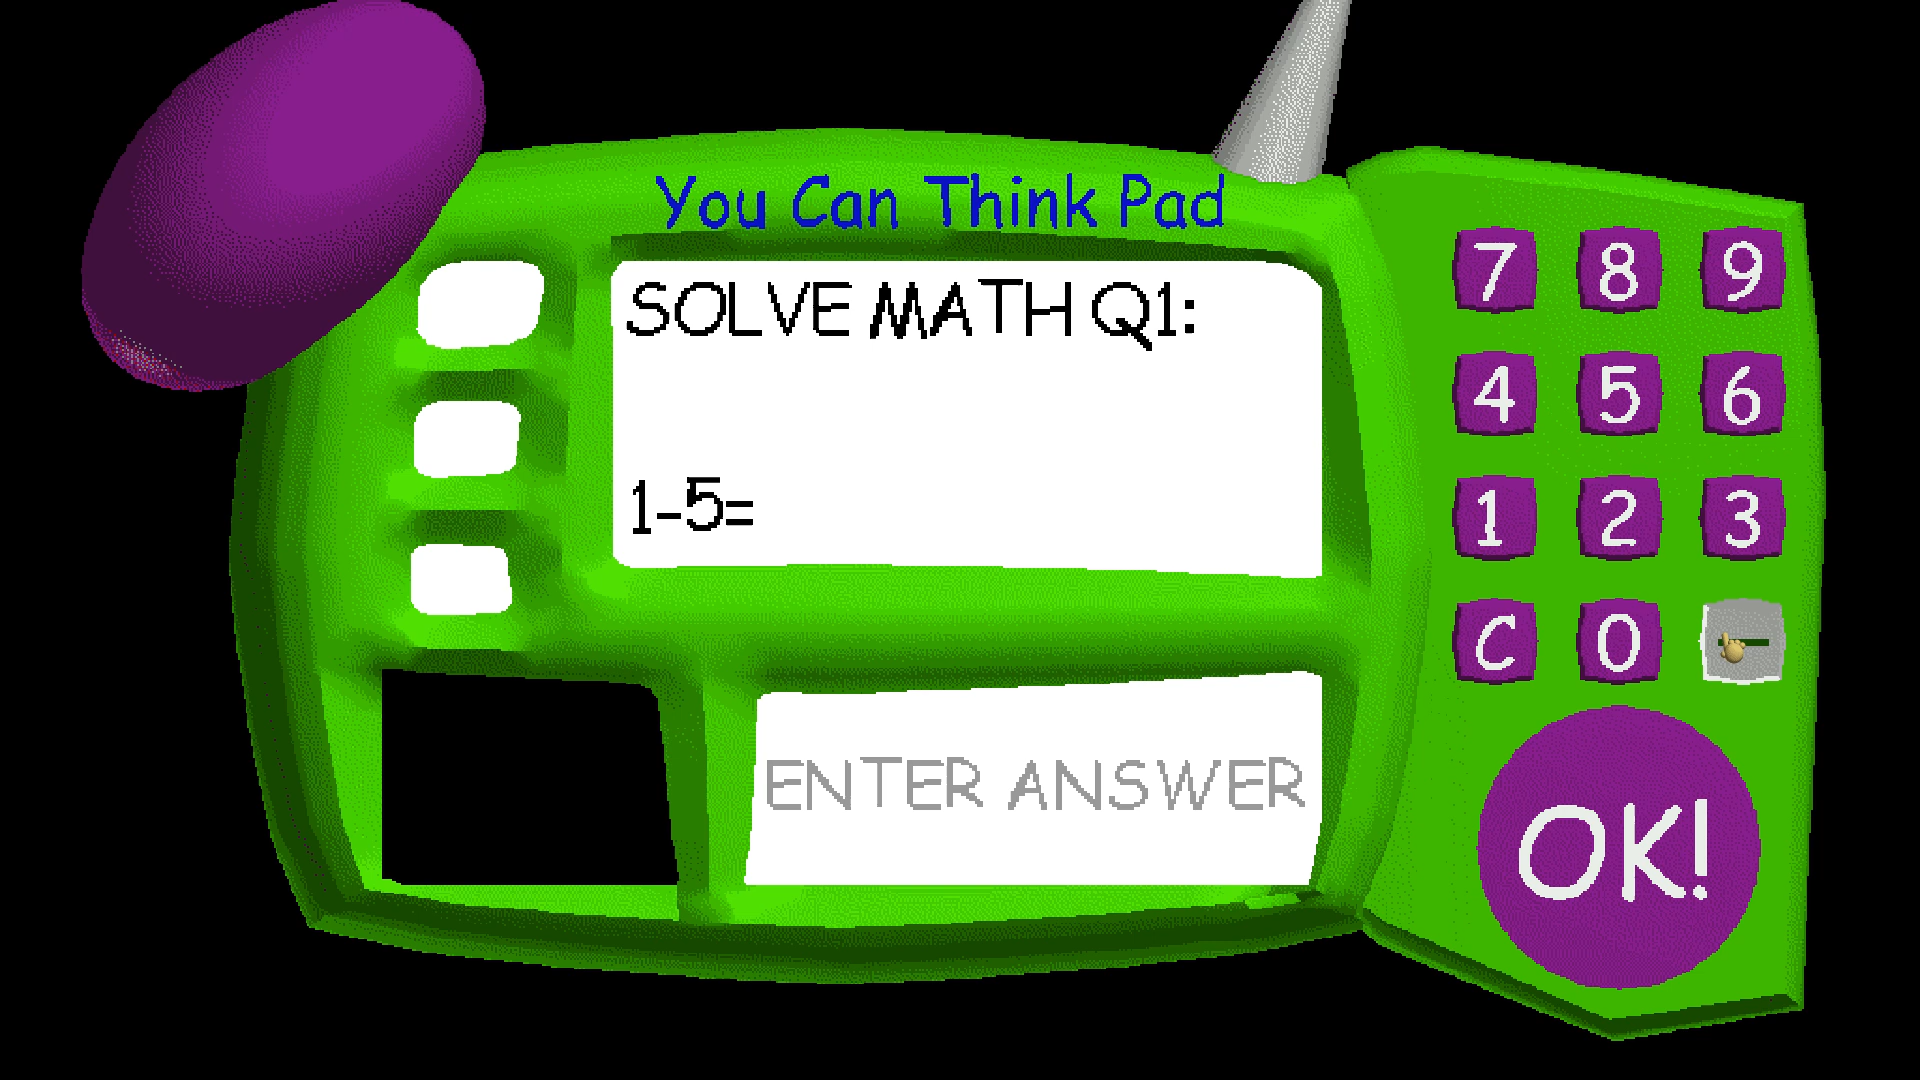 You Can Think Pad
SOLVE MATH Q1:
1-5=
ENTER ANSWER
7 8 9
4 5 6
1 2 3
C 0 -
OK!